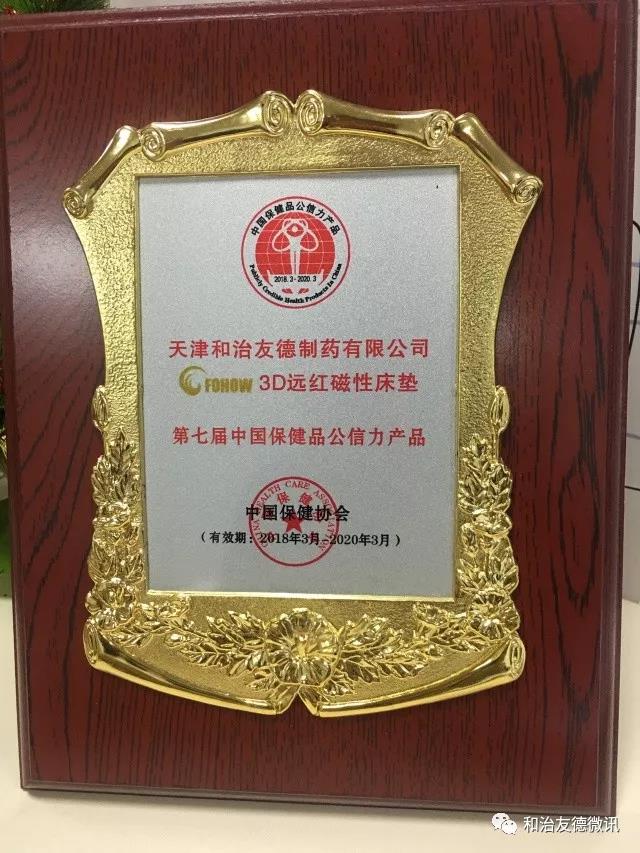 中国保健品公信力产品
2018.3-2020.3
Publicly Credible Health Products In China
天津和治友德制药有限公司
FOHOW 3D远红磁性床垫
第七届中国保健品公信力产品
CHINA HEALTH CARE ASSOCIATION
中国保健协会
(有效期:2018年3月-2020年3月)
和治友德微讯